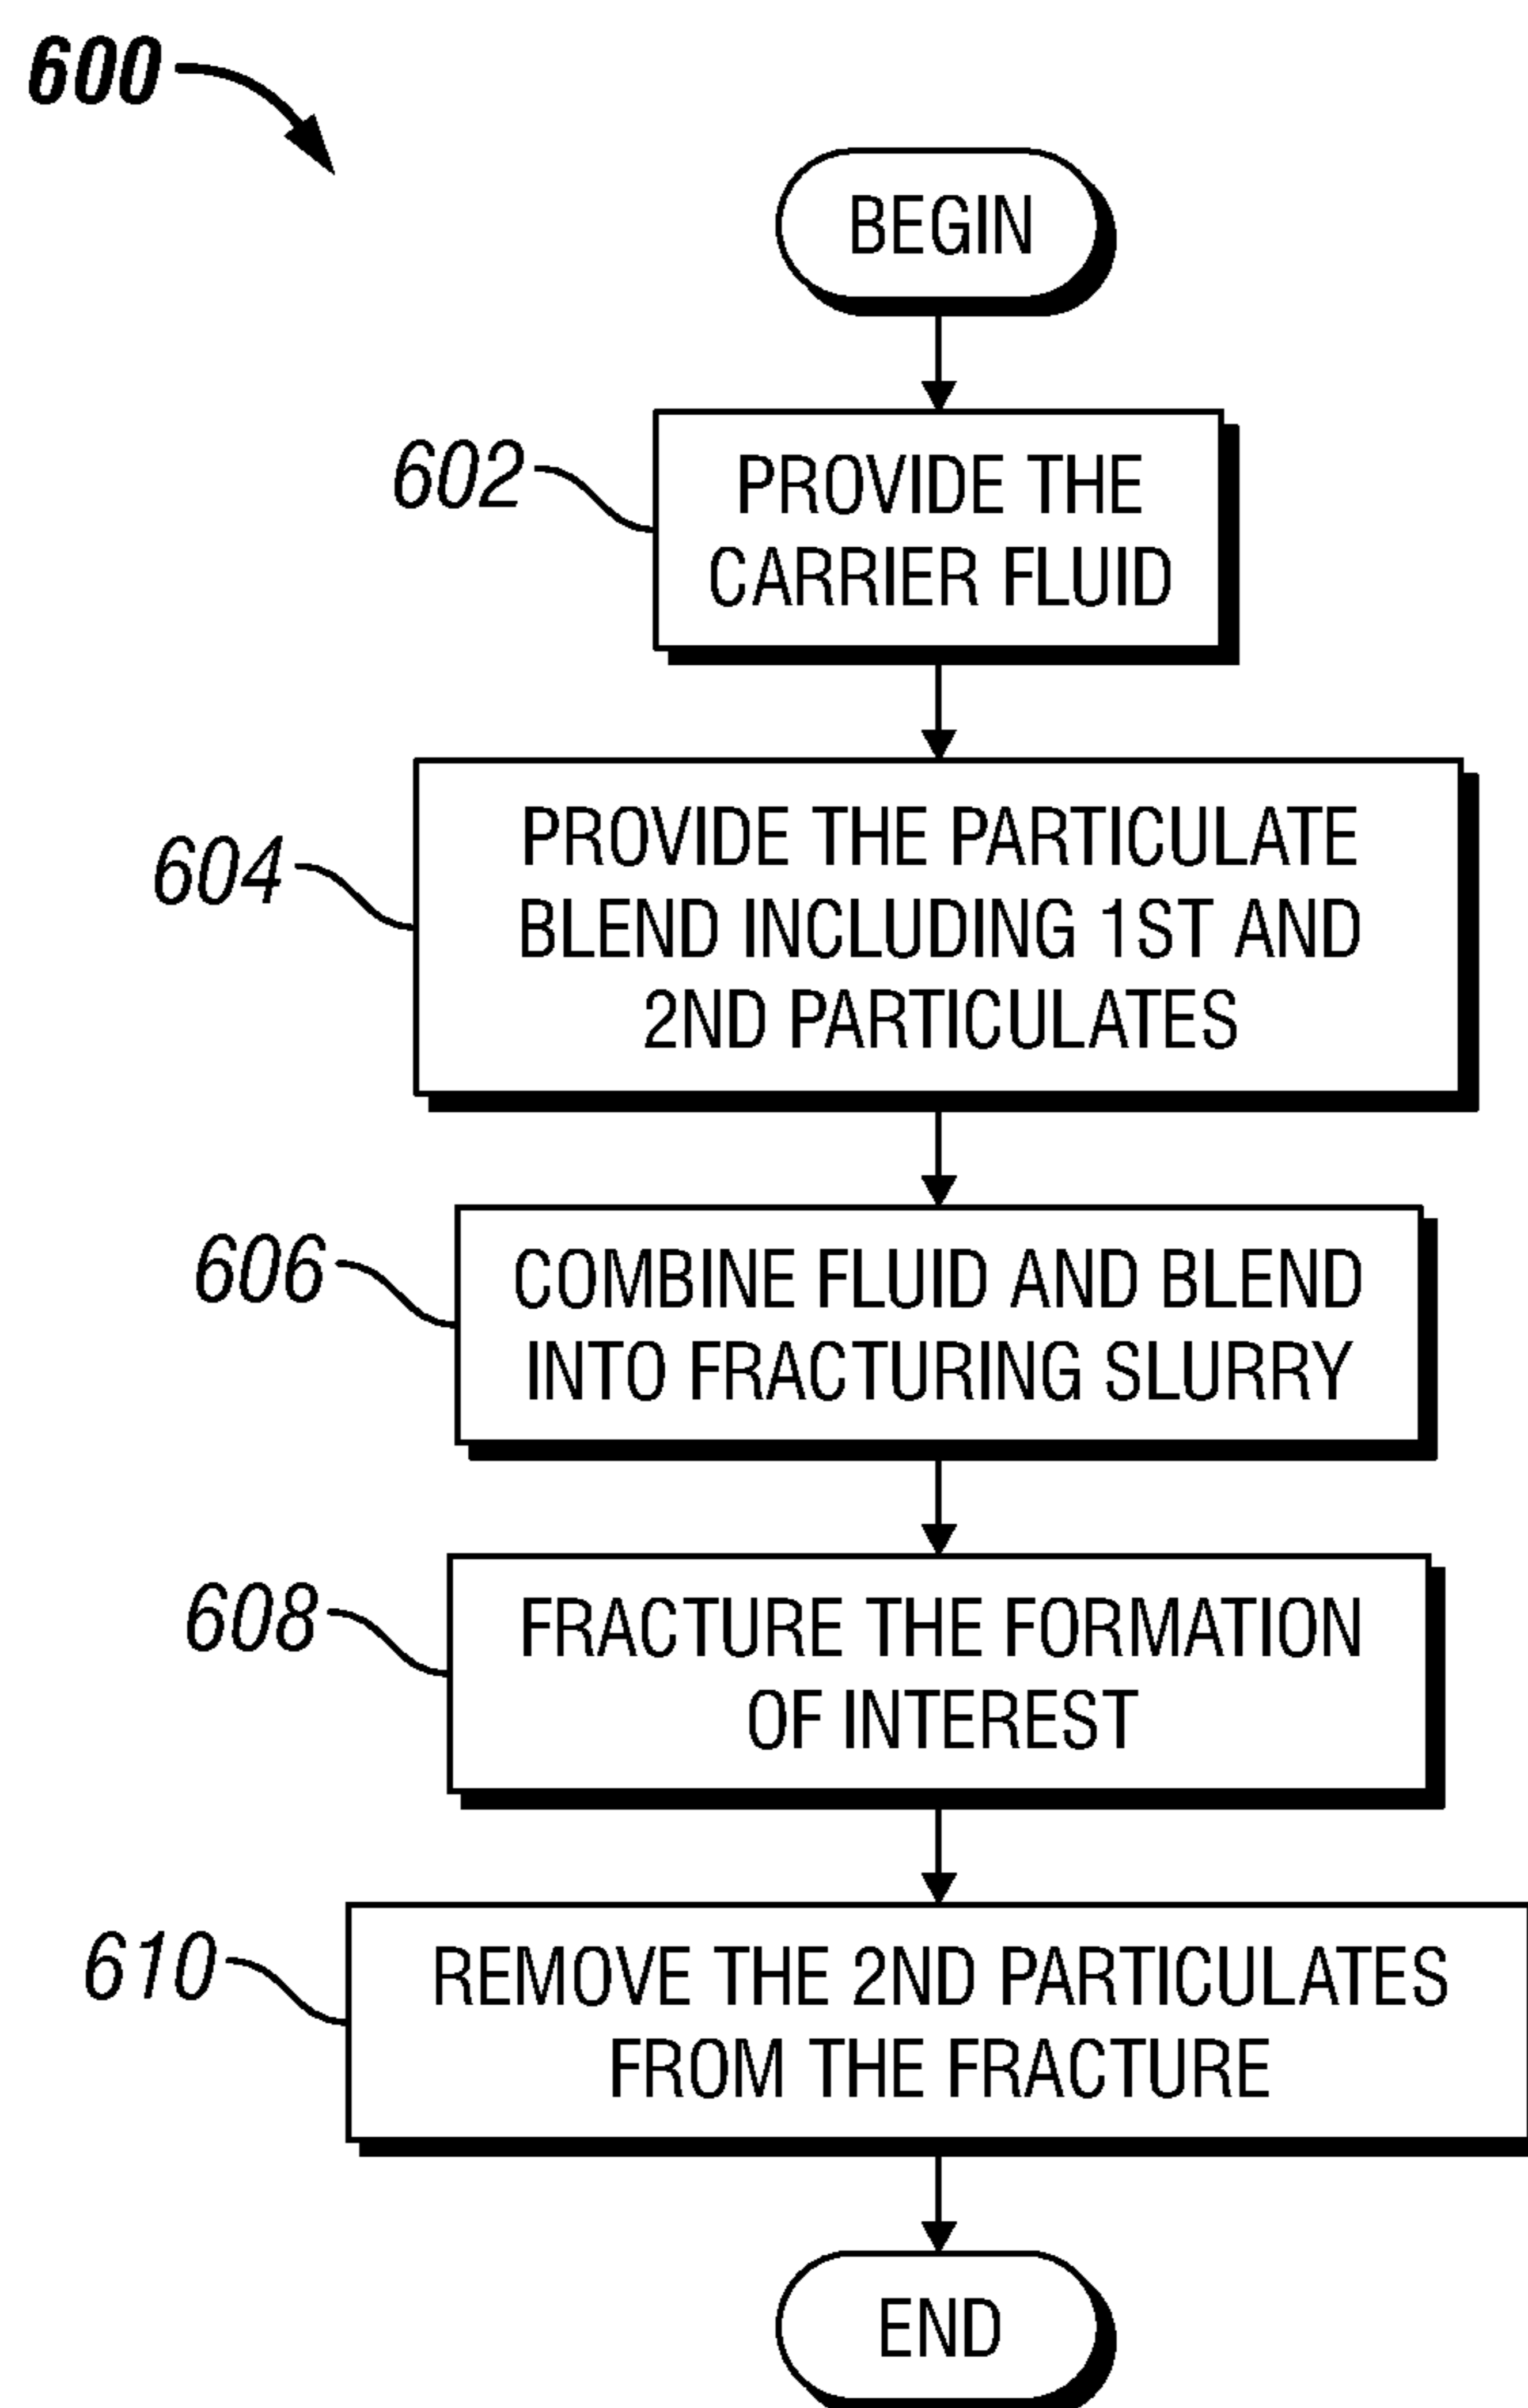 600
BEGIN
602
PROVIDE THE
CARRIER FLUID
604
PROVIDE THE PARTICULATE
BLEND INCLUDING 1ST AND
2ND PARTICULATES
606
COMBINE FLUID AND BLEND
INTO FRACTURING SLURRY
608
FRACTURE THE FORMATION
OF INTEREST
610
REMOVE THE 2ND PARTICULATES
FROM THE FRACTURE
END